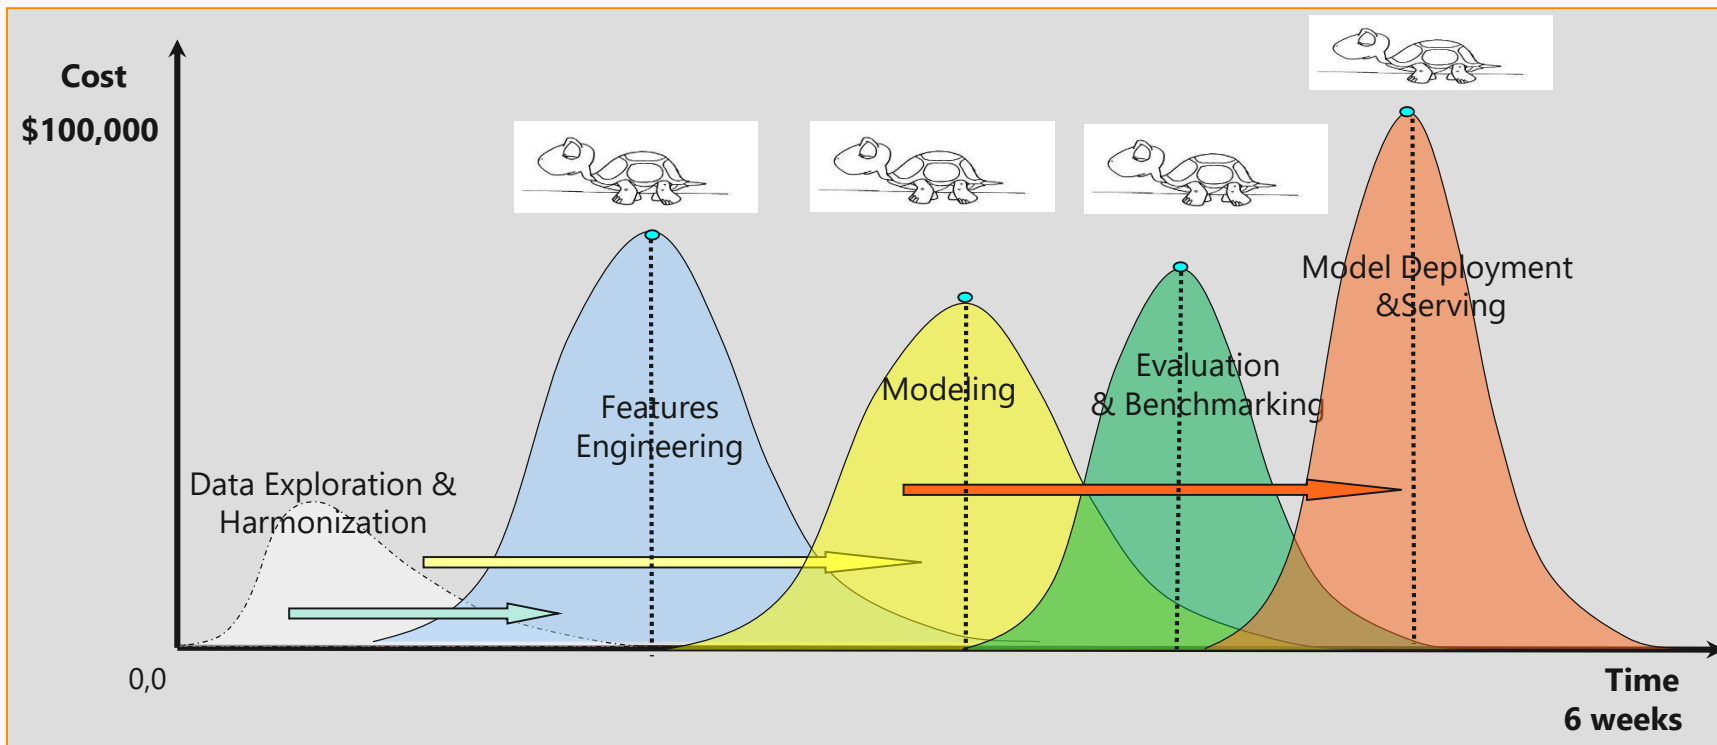 Cost
$100,000
Data Exploration &
Harmonization
Features
Engineering
Modeling
Evaluation
& Benchmarking
Model Deployment
&Serving
0,0
Time
6 weeks